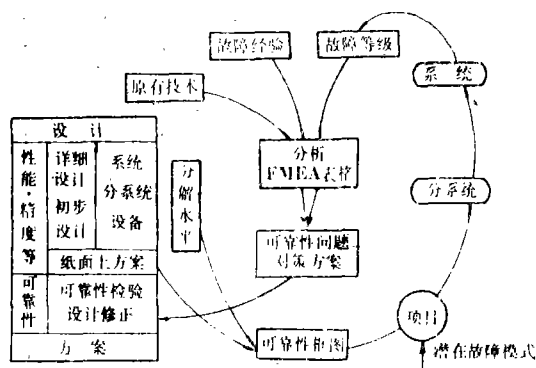 故障经验
故障等级
原有技术
系统
分系统
设计
性能·精度等
详细
设计
初步
设计
系统
分系统
设备
纸面上方案
可靠性
可靠性检验
设计修正
方案
分解水平
分析
FMEA表格
可靠性问题
对策方案
可靠性框图
项目
潜在故障模式